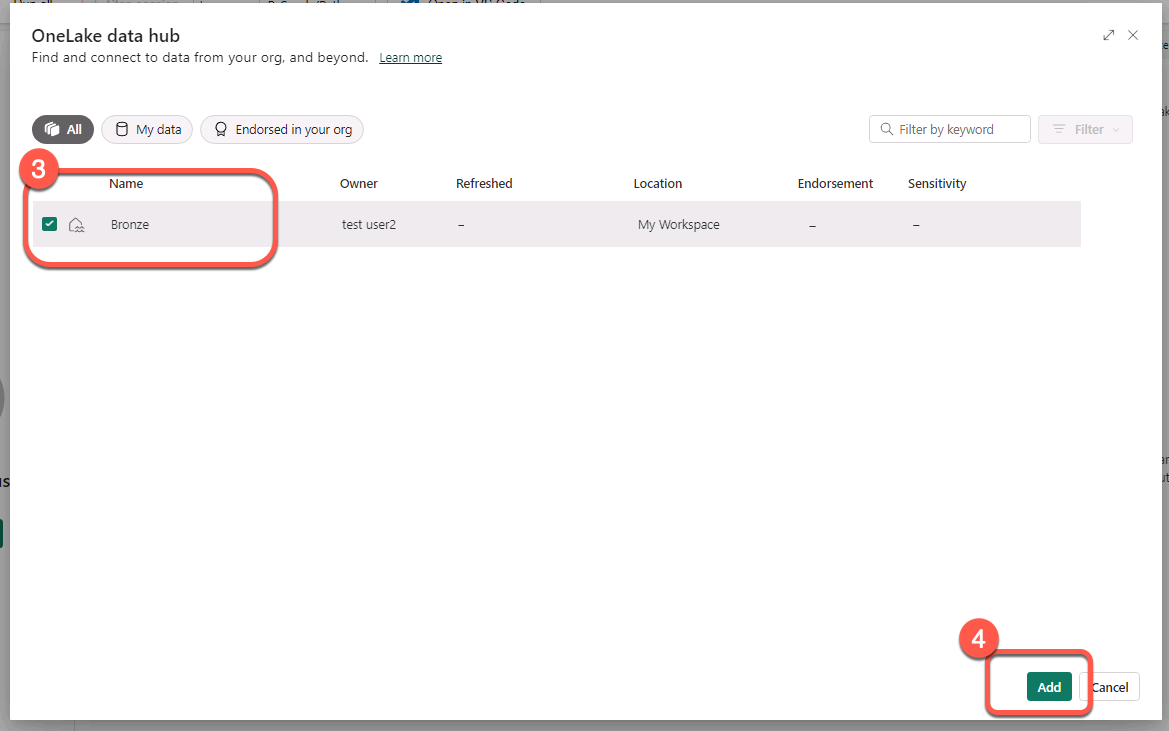 OneLake data hub
Find and connect to data from your org, and beyond. Learn more
All My data Endorsed in your org Filter by keyword Filter
3
Name Owner Refreshed Location Endorsement Sensitivity
Bronze test user2 – My Workspace – –
4
Add Cancel